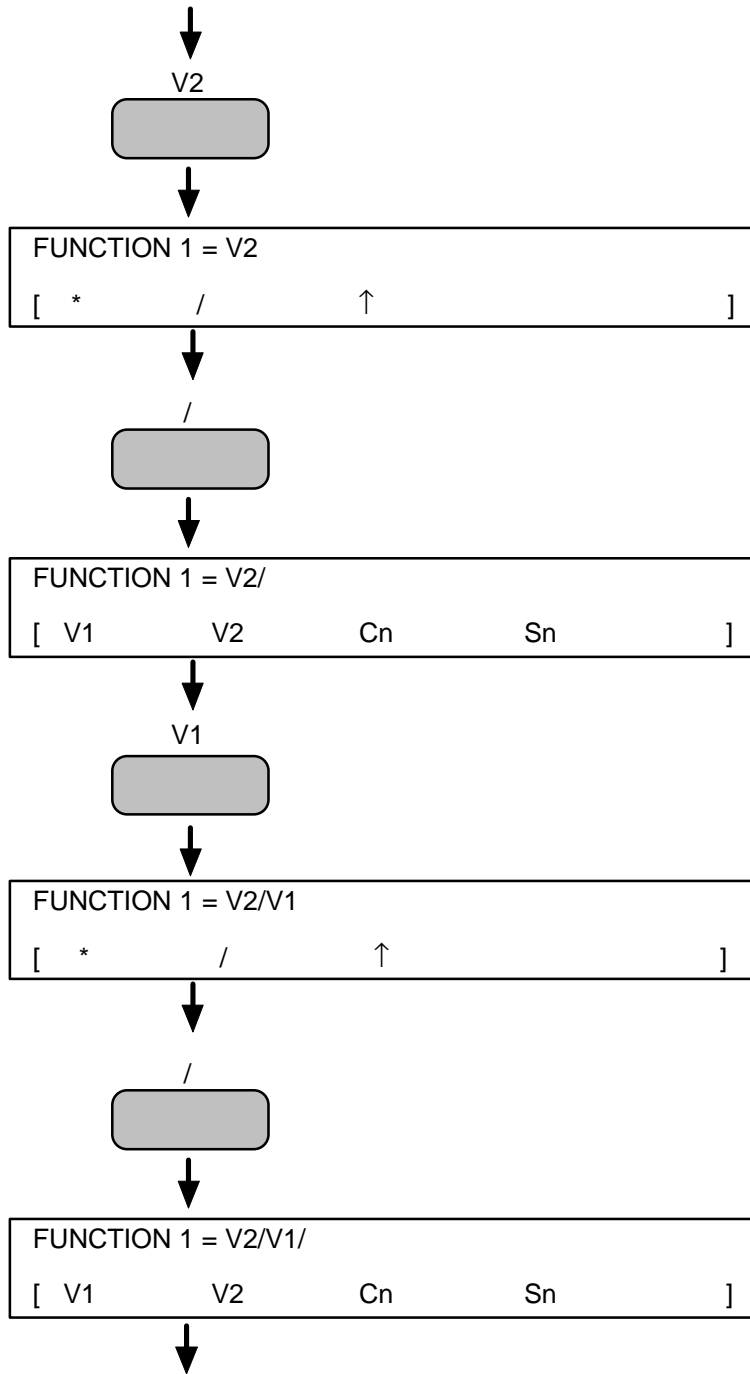 V2
FUNCTION 1 = V2
[ * / ↑ ]
/
FUNCTION 1 = V2/
[ V1 V2 Cn Sn ]
V1
FUNCTION 1 = V2/V1
[ * / ↑ ]
/
FUNCTION 1 = V2/V1/
[ V1 V2 Cn Sn ]